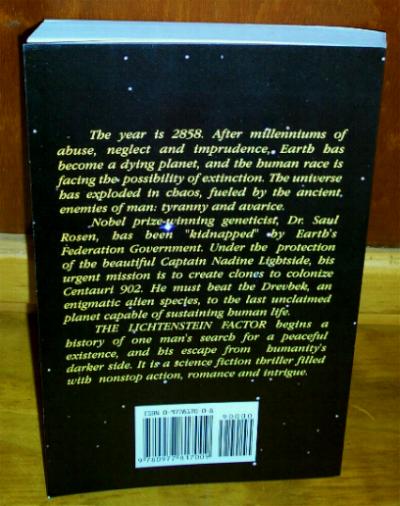 The year is 2858. After millenniums of
abuse, neglect and imprudence, Earth has
become a dying planet, and the human race is
facing the possibility of extinction. The universe
has exploded in chaos, fueled by the ancient
enemies of man: tyranny and avarice.
Nobel prize-winning geneticist, Dr. Saul
Rosen, has been "kidnapped" by Earth's
Federation Government. Under the protection
of the beautiful Captain Nadine Lightside, his
urgent mission is to create clones to colonize
Centauri 902. He must beat the Drevbek, an
enigmatic alien species, to the last unclaimed
planet capable of sustaining human life.
THE LICHTENSTEIN FACTOR begins a
history of one man's search for a peaceful
existence, and his escape from humanity's
darker side. It is a science fiction thriller filled
with nonstop action, romance and intrigue.
ISBN
90000